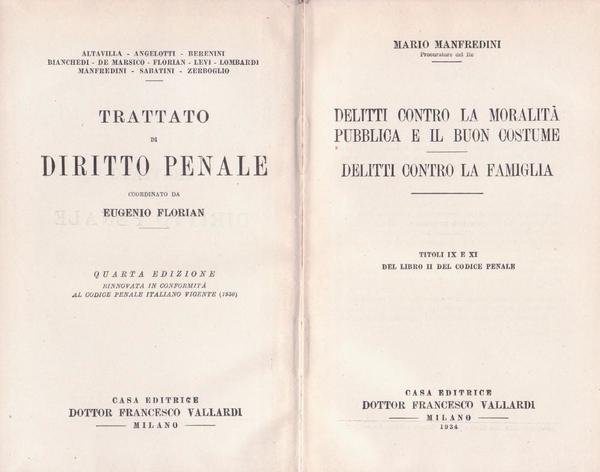 ALTAVILLA - ANGELOTTI - BERENINI
BIANCHEDI - DE MARSICO - FLORIAN - LEVI - LOMBARDI
MANFREDINI - SABATINI - ZERBOGLIO
TRATTATO
DI
DIRITTO PENALE
COORDINATO DA
EUGENIO FLORIAN
QUARTA EDIZIONE
RINNOVATA IN CONFORMITÀ
AL CODICE PENALE ITALIANO VIGENTE (1930)
CASA EDITRICE
DOTTOR FRANCESCO VALLARDI
MILANO
MARIO MANFREDINI
Procuratore del Re
DELITTI CONTRO LA MORALITÀ
PUBBLICA E IL BUON COSTUME
DELITTI CONTRO LA FAMIGLIA
TITOLI IX E XI
DEL LIBRO II DEL CODICE PENALE
CASA EDITRICE
DOTTOR FRANCESCO VALLARDI
MILANO
1934